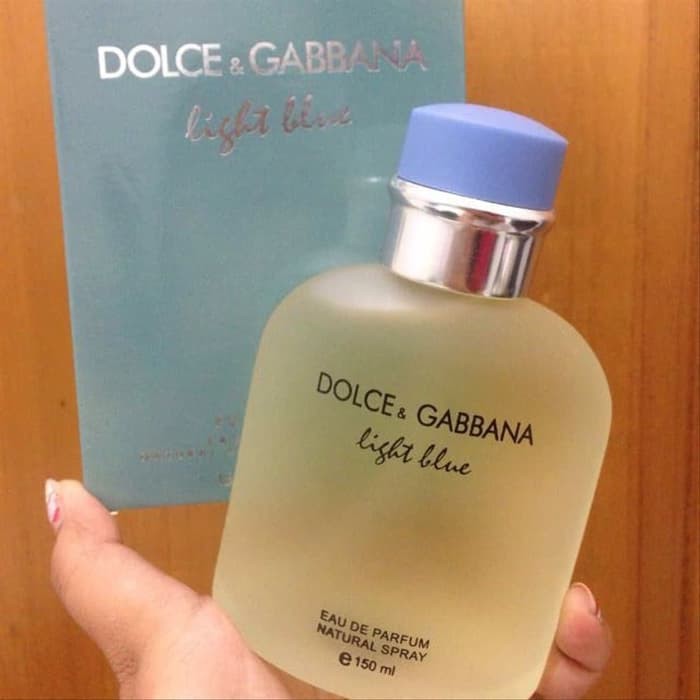 DOLCE & GABBANA
light blue
DOLCE & GABBANA
light blue
EAU DE PARFUM
NATURAL SPRAY
e 150 ml